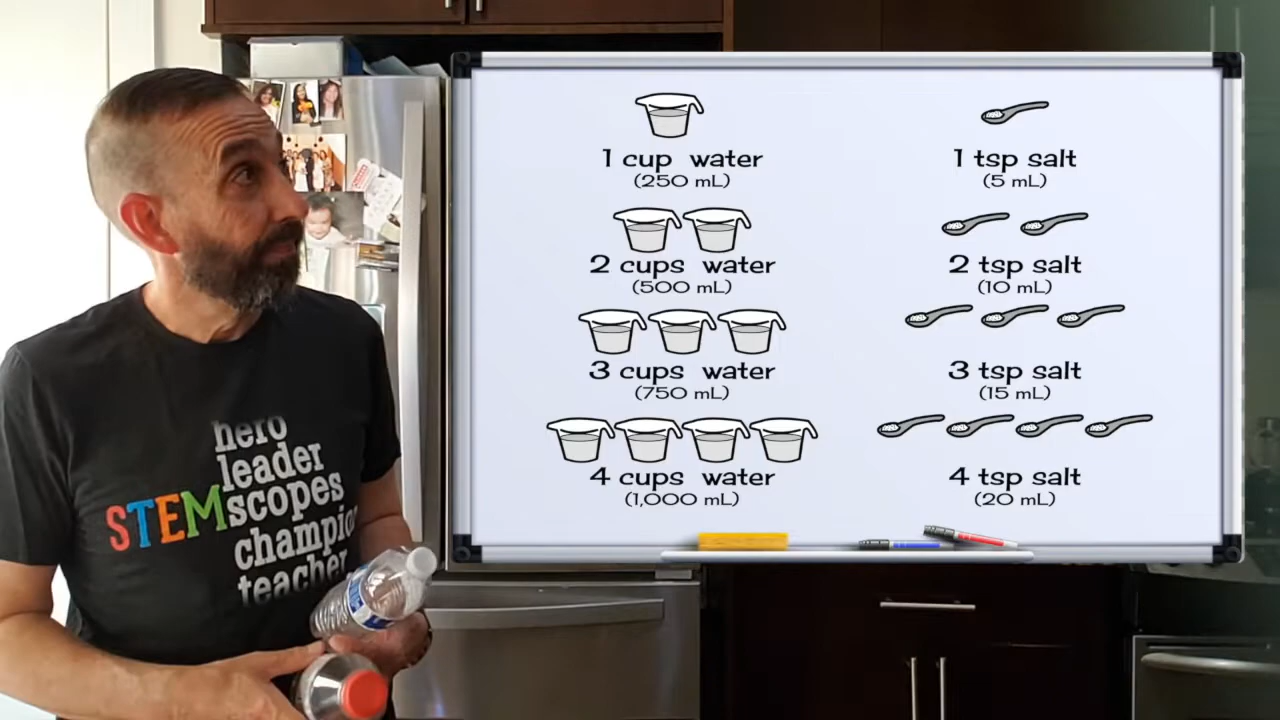 1 cup water
(250 mL)
1 tsp salt
(5 mL)
2 cups water
(500 mL)
2 tsp salt
(10 mL)
3 cups water
(750 mL)
3 tsp salt
(15 mL)
4 cups water
(1,000 mL)
4 tsp salt
(20 mL)
hero
leader
STEMscopes
champion
teacher